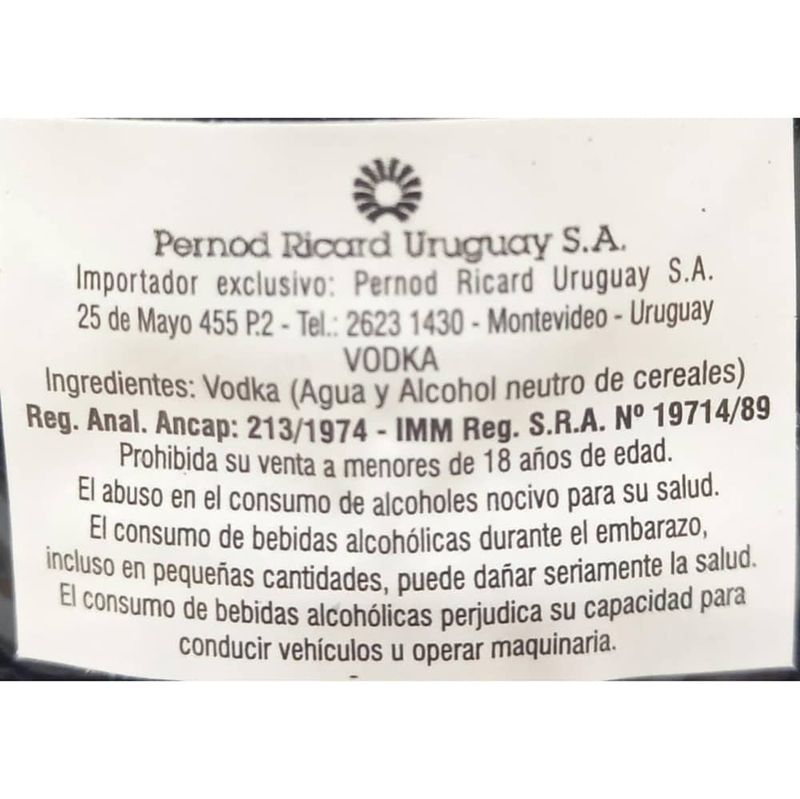 Pernod Ricard Uruguay S.A.
Importador exclusivo: Pernod Ricard Uruguay S.A.
25 de Mayo 455 P.2 - Tel.: 2623 1430 - Montevideo - Uruguay
VODKA
Ingredientes: Vodka (Agua y Alcohol neutro de cereales)
Reg. Anal. Ancap: 213/1974 - IMM Reg. S.R.A. Nº 19714/89
Prohibida su venta a menores de 18 años de edad.
El abuso en el consumo de alcoholes nocivo para su salud.
El consumo de bebidas alcohólicas durante el embarazo,
incluso en pequeñas cantidades, puede dañar seriamente la salud.
El consumo de bebidas alcohólicas perjudica su capacidad para
conducir vehículos u operar maquinaria.